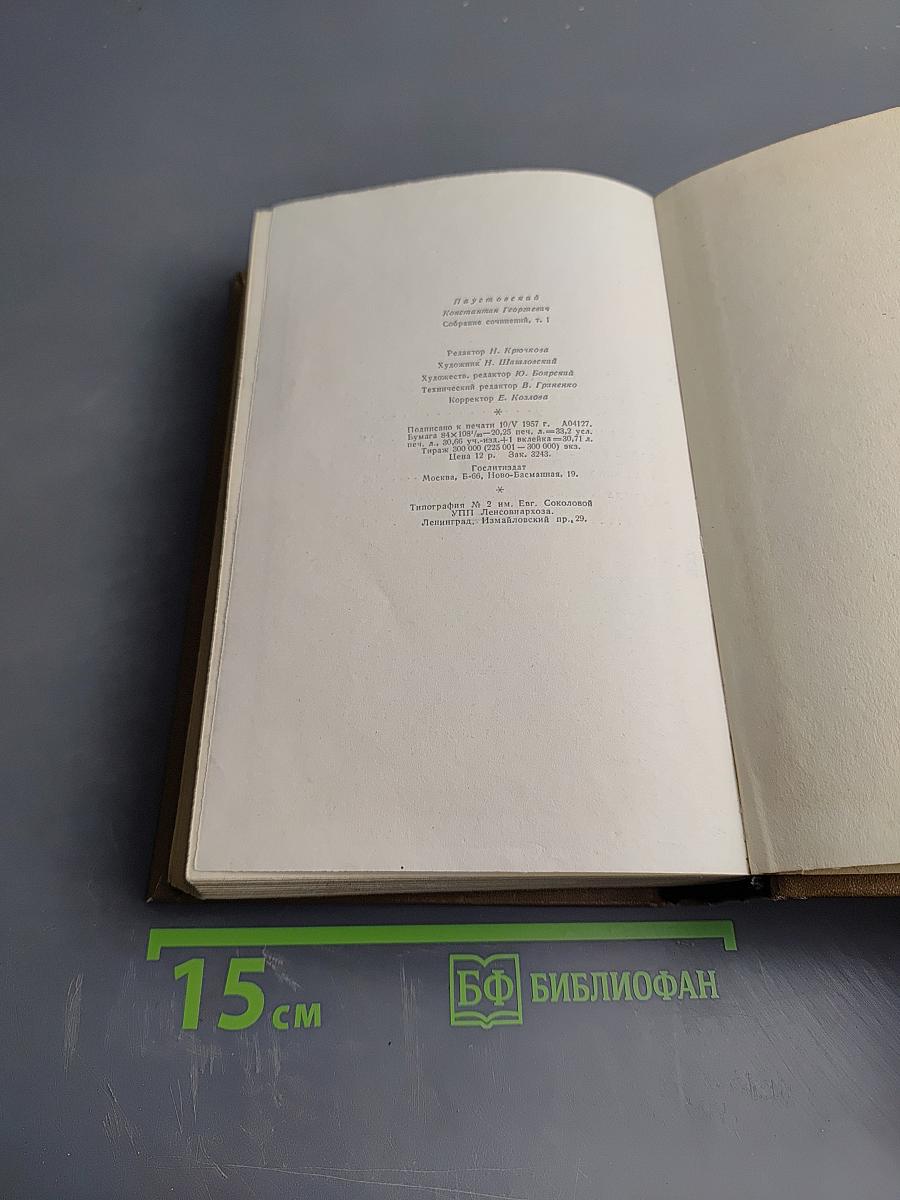 Паустовский
Константин Георгиевич
Собрание сочинений, т. 1
Редактор Н. Крючкова
Художник Н. Шишловский
Художеств. редактор Ю. Боярский
Технический редактор В. Гриненко
Корректор Е. Козлова
*
Подписано к печати 10/V 1957 г. А04127.
Бумага 84×108¹/₃₂—20,25 печ. л.=33,2 усл.
печ. л., 30,66 уч.-изд.+1 вклейка=30,71 л.
Тираж 300 000 (225 001—300 000) экз.
Цена 12 р. Зак. 3243.
Гослитиздат
Москва, Б-66, Ново-Басманная, 19.
*
Типография № 2 им. Евг. Соколовой
УПП Ленсовнархоза.
Ленинград, Измайловский пр., 29.
15 см
БФ БИБЛИОФАН